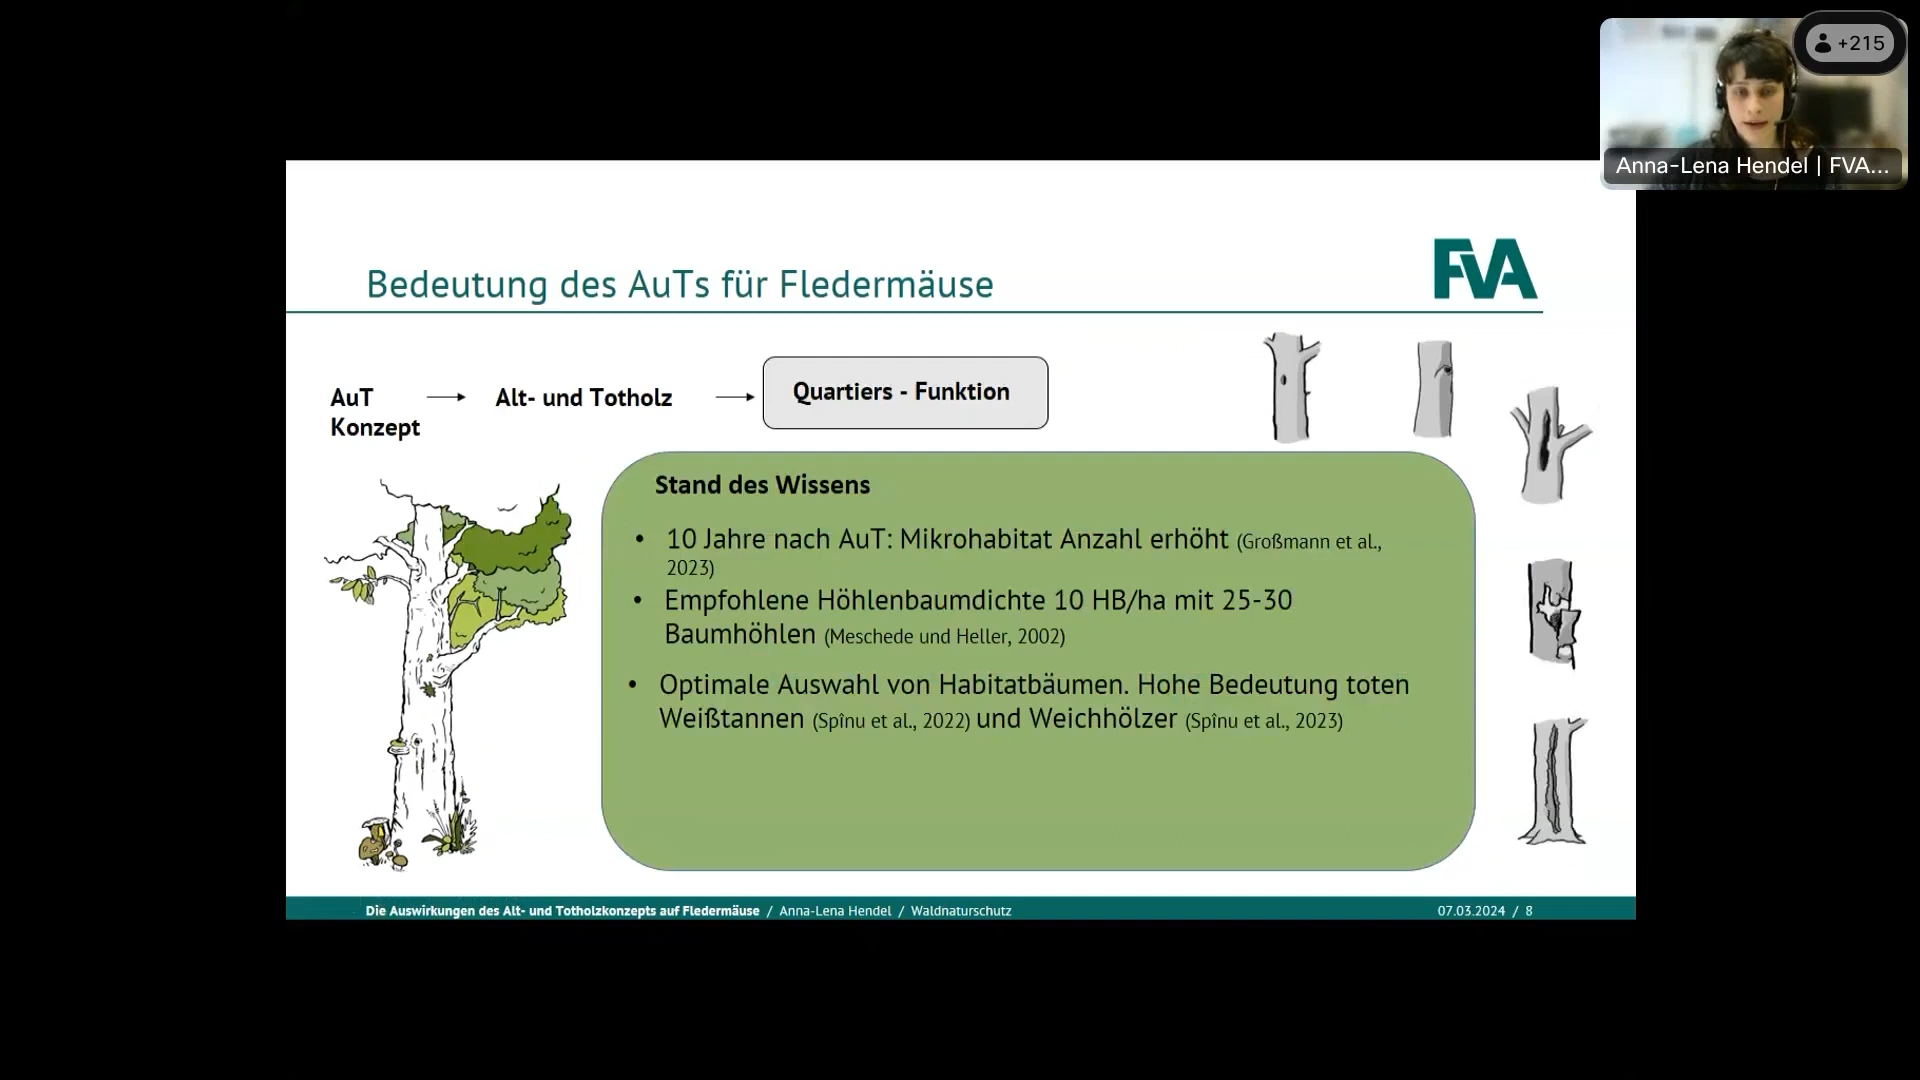 +215
Anna-Lena Hendel | FVA...
FVA
Bedeutung des AuTs für Fledermäuse
AuT
Konzept
Alt- und Totholz
Quartiers - Funktion
Stand des Wissens
• 10 Jahre nach AuT: Mikrohabitat Anzahl erhöht (Großmann et al.,
2023)
• Empfohlene Höhlenbaumdichte 10 HB/ha mit 25-30
Baumhöhlen (Meschede und Heller, 2002)
• Optimale Auswahl von Habitatbäumen. Hohe Bedeutung toten
Weißtannen (Spînu et al., 2022) und Weichhölzer (Spînu et al., 2023)
Die Auswirkungen des Alt- und Totholzkonzepts auf Fledermäuse / Anna-Lena Hendel / Waldnaturschutz
07.03.2024 / 8